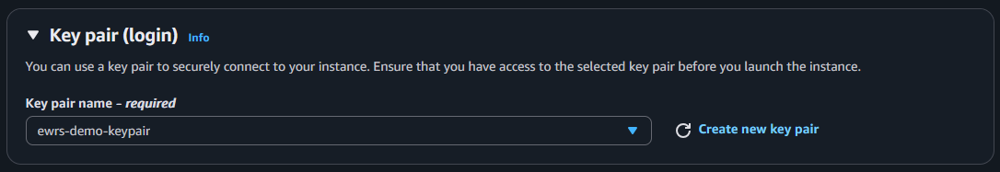 Key pair (login) Info
You can use a key pair to securely connect to your instance. Ensure that you have access to the selected key pair before you launch the instance.
Key pair name - required
ewrs-demo-keypair
Create new key pair